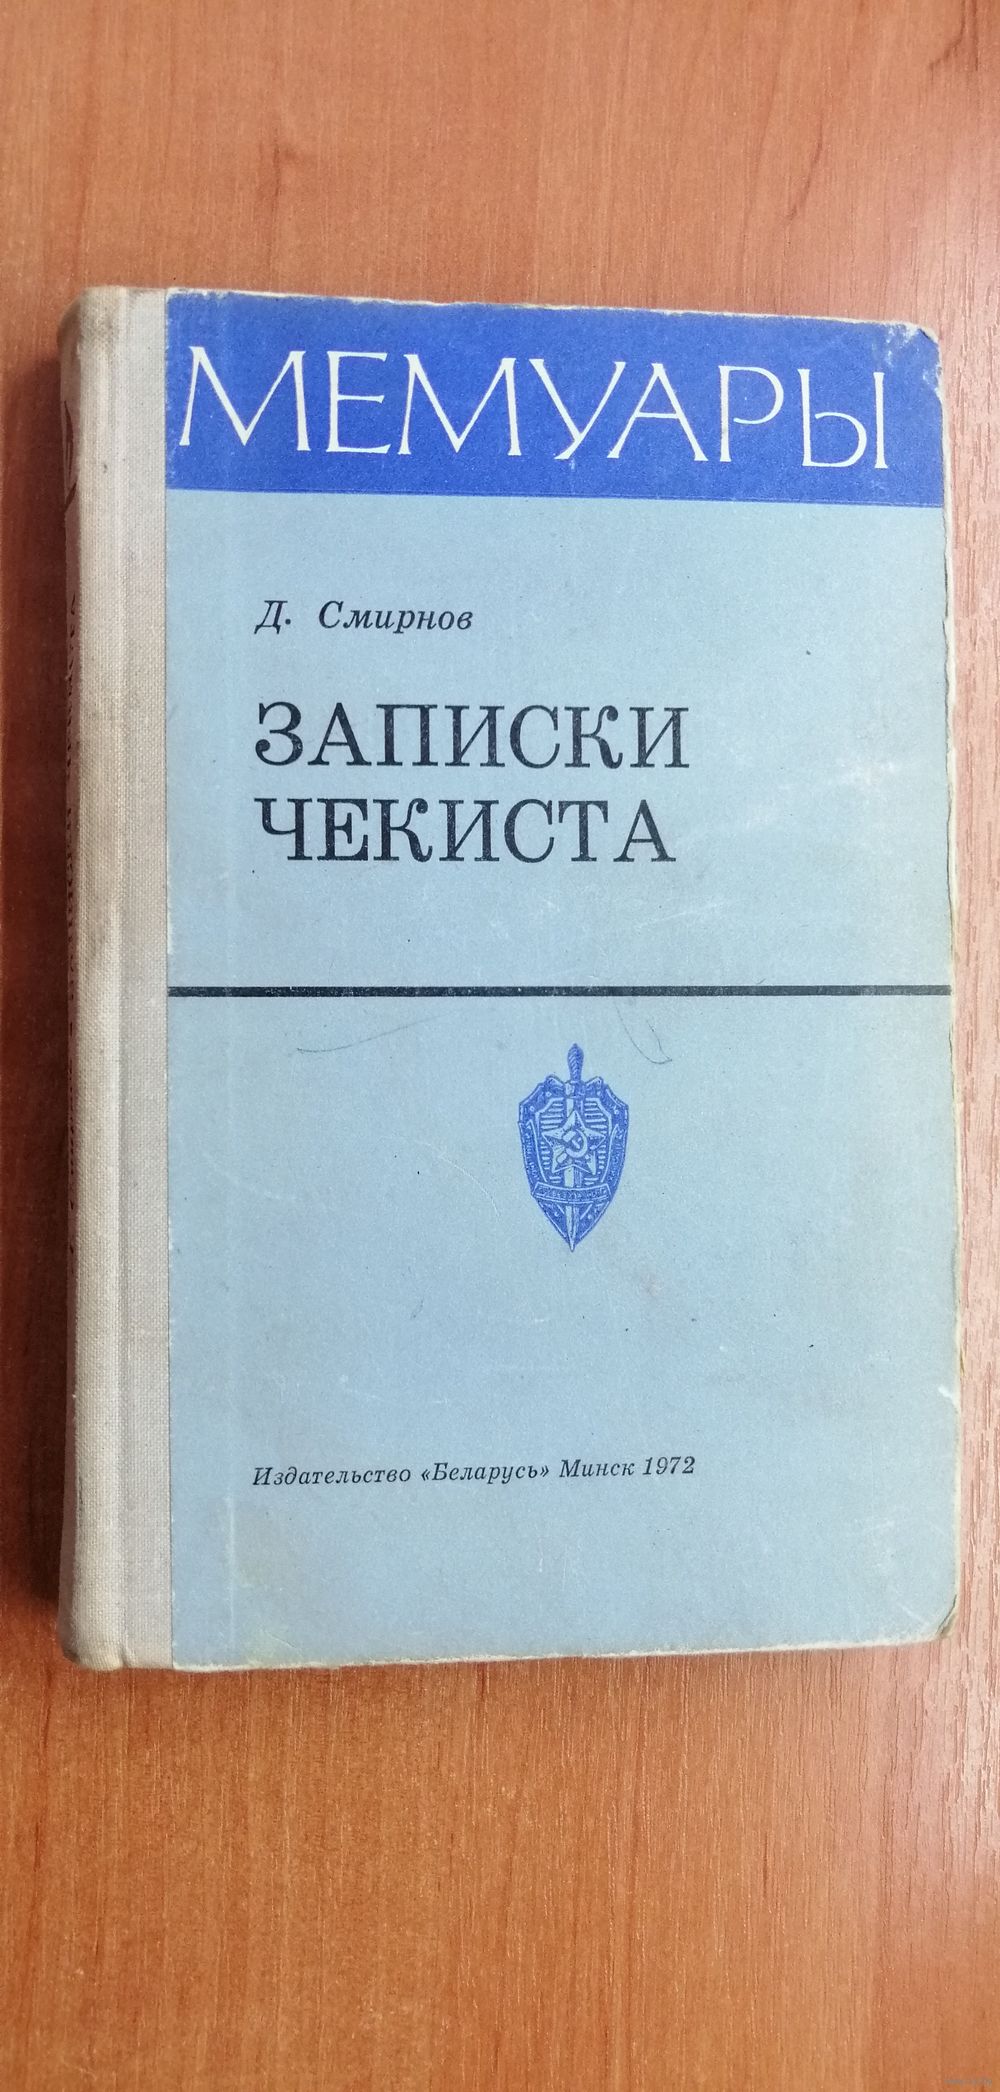 МЕМУАРЫ
Д. Смирнов
ЗАПИСКИ
ЧЕКИСТА
Издательство «Беларусь» Минск 1972